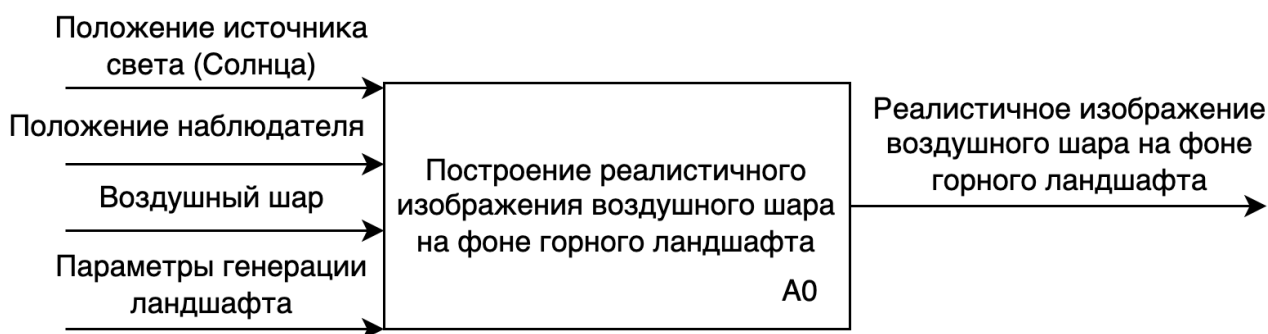 Положение источника
света (Солнца)
Положение наблюдателя
Воздушный шар
Параметры генерации
ландшафта
Построение реалистичного
изображения воздушного шара
на фоне горного ландшафта
A0
Реалистичное изображение
воздушного шара на фоне
горного ландшафта